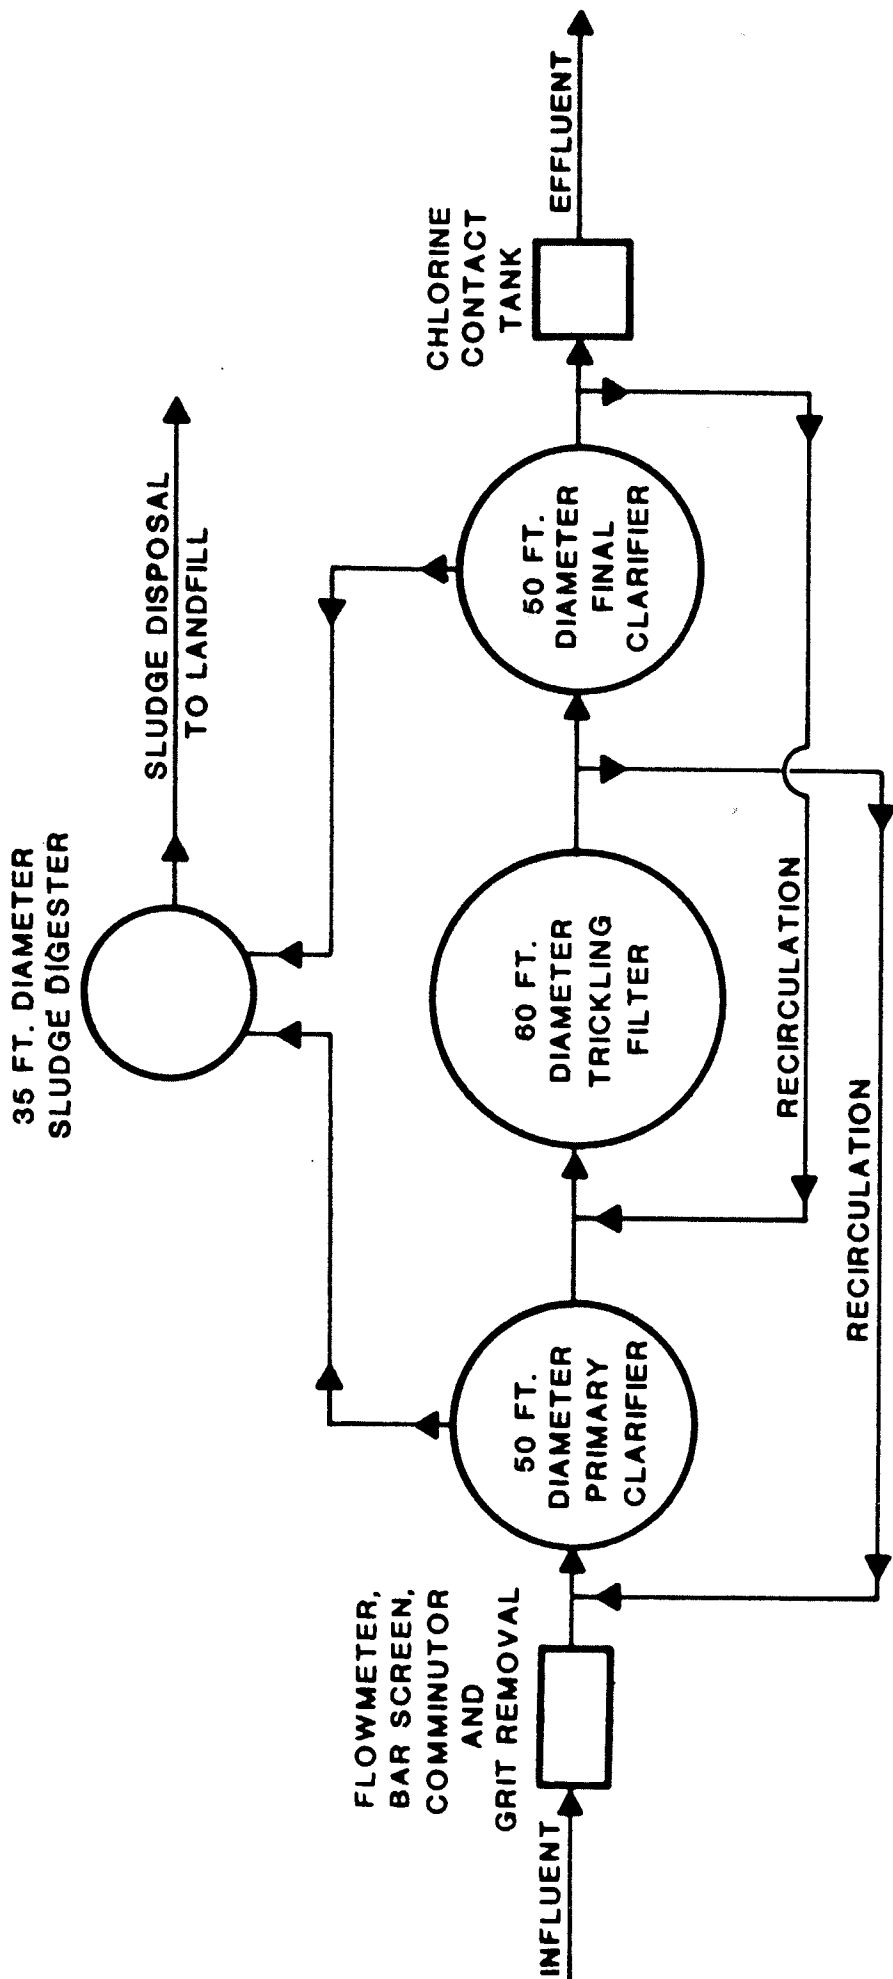 35 FT. DIAMETER
SLUDGE DIGESTER
SLUDGE DISPOSAL
TO LANDFILL
FLOWMETER,
BAR SCREEN,
COMMINUTOR
AND
GRIT REMOVAL
INFLUENT
50 FT.
DIAMETER
PRIMARY
CLARIFIER
60 FT.
DIAMETER
TRICKLING
FILTER
50 FT.
DIAMETER
FINAL
CLARIFIER
CHLORINE
CONTACT
TANK
EFFLUENT
RECIRCULATION
RECIRCULATION